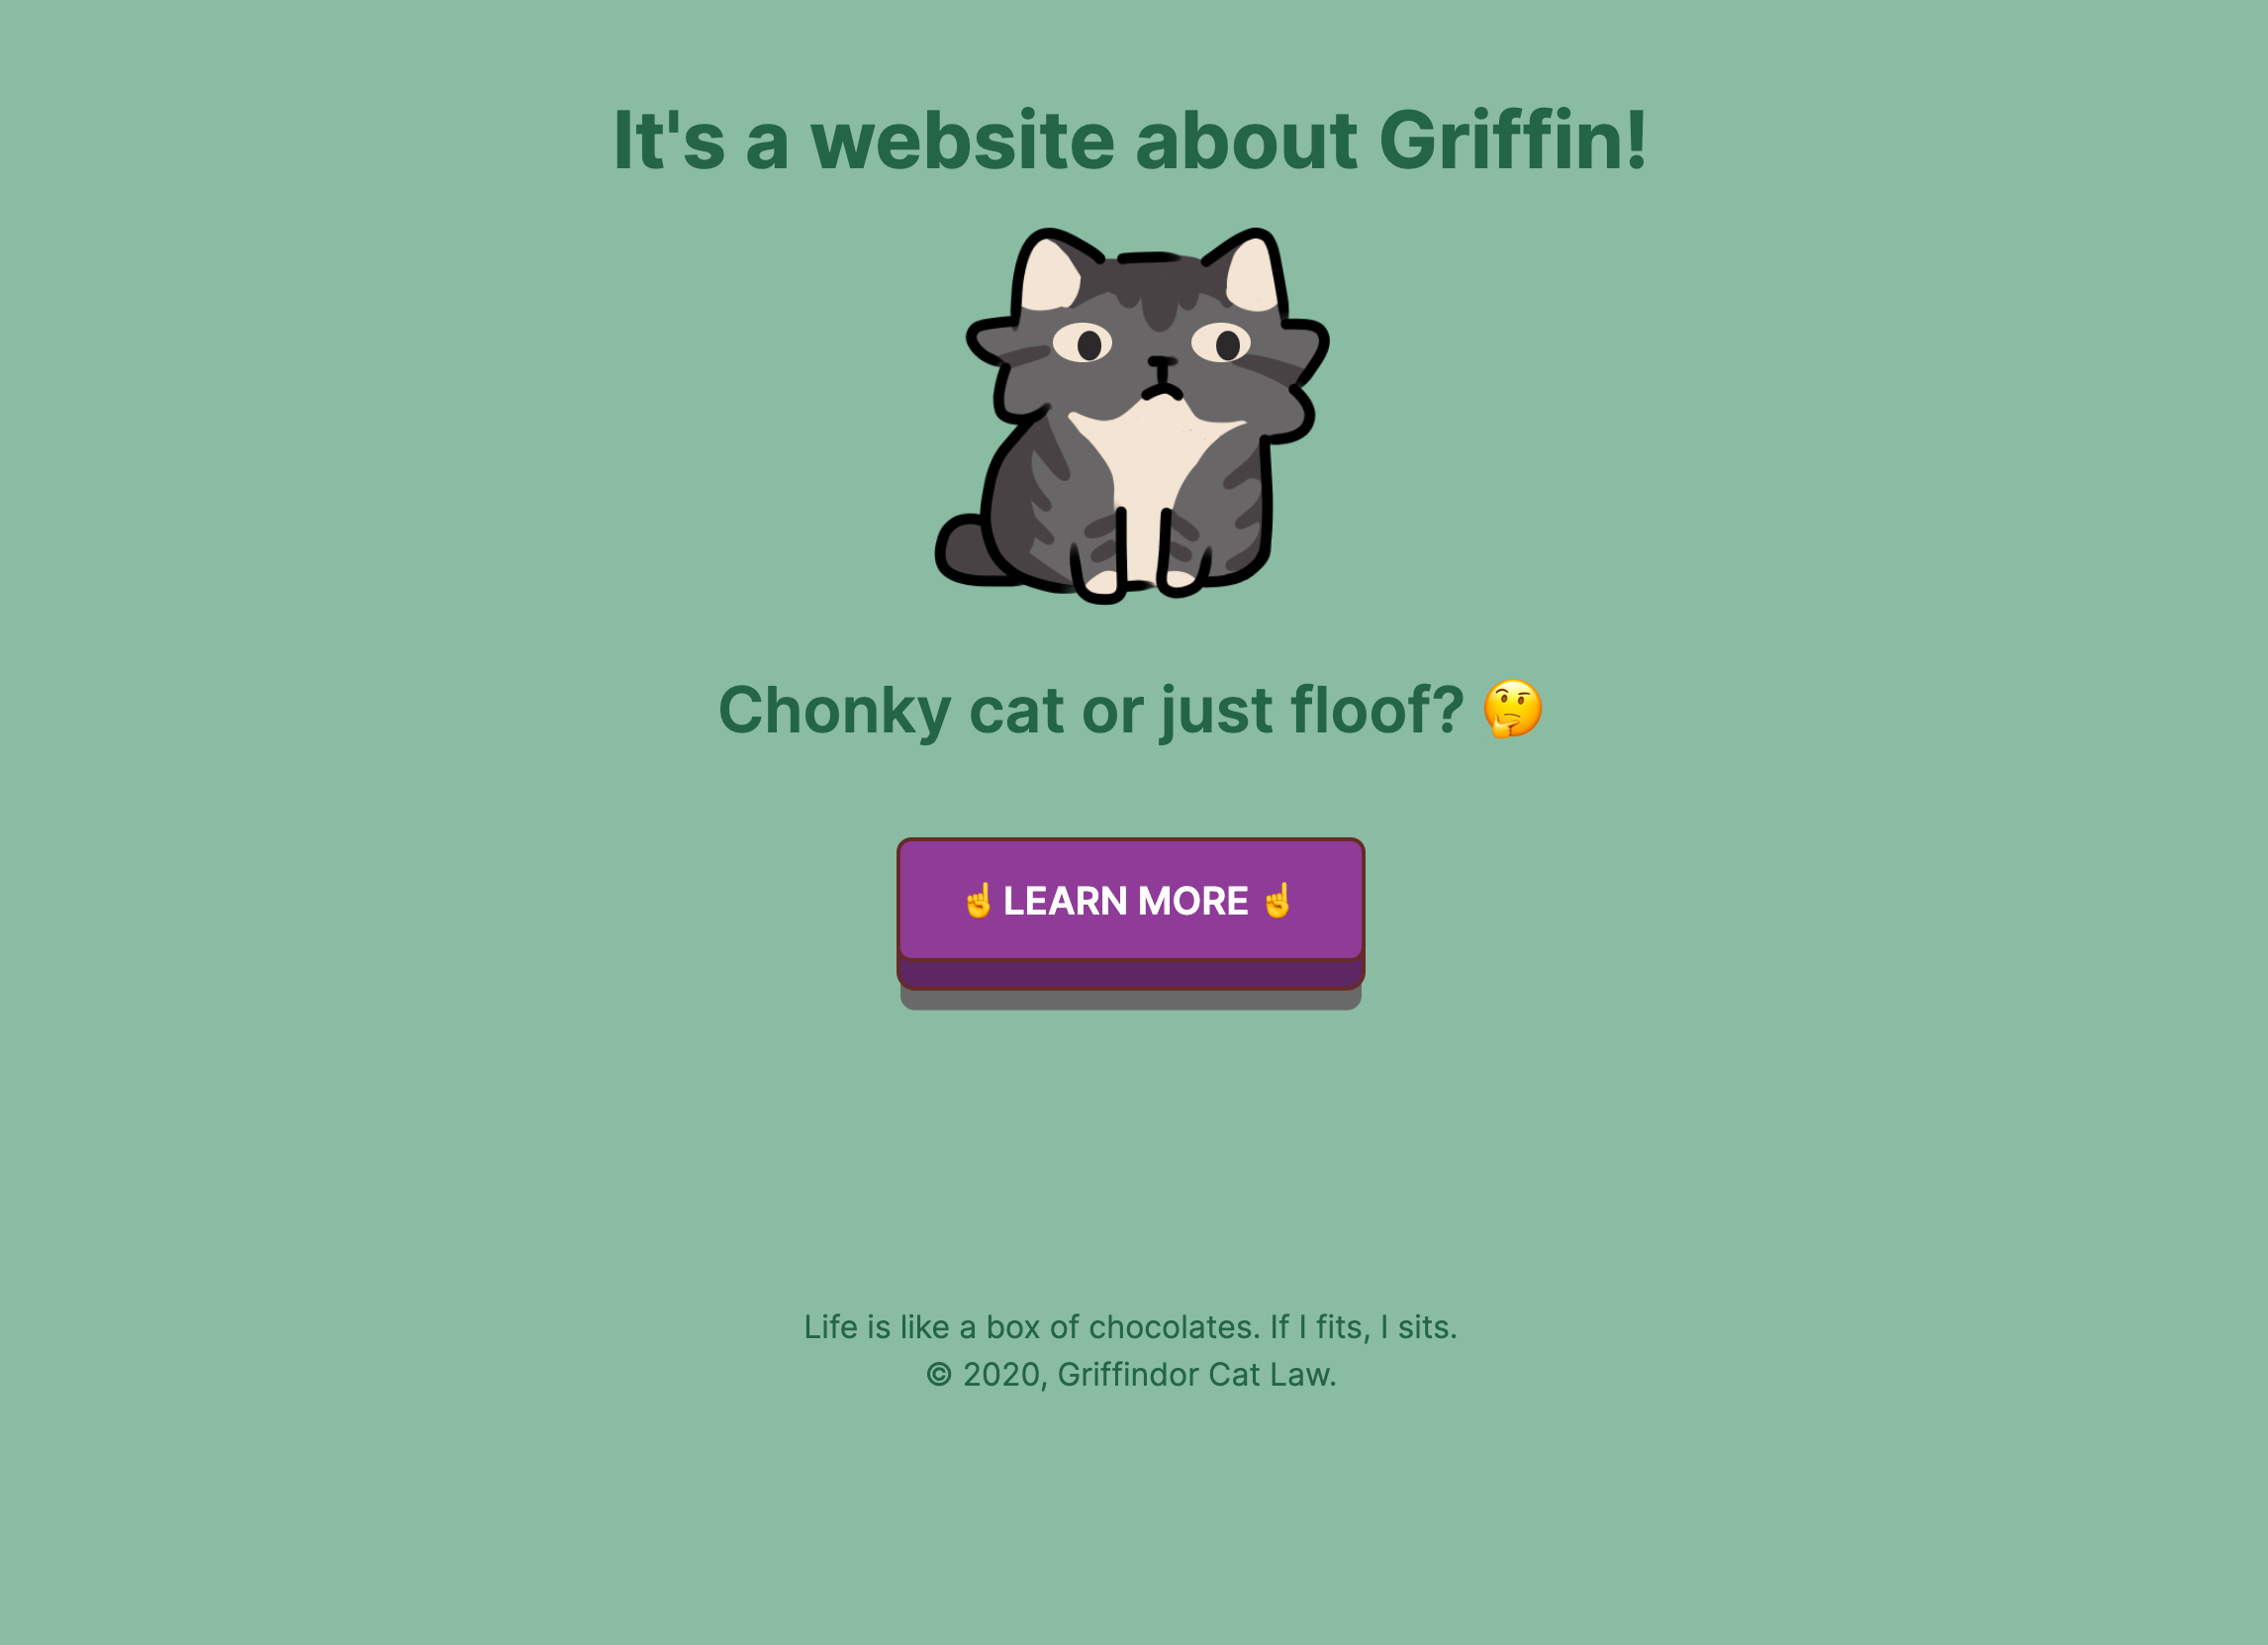 It's a website about Griffin!
Chonky cat or just floof? 🤔
☝️ LEARN MORE ☝️
Life is like a box of chocolates. If I fits, I sits.
© 2020, Griffindor Cat Law.